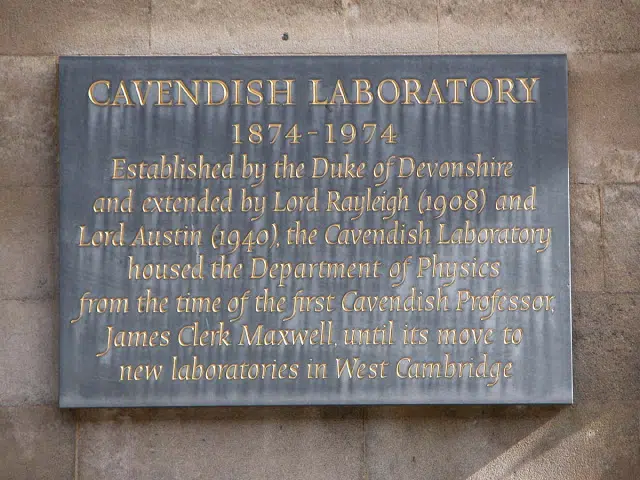 CAVENDISH LABORATORY
1874-1974
Established by the Duke of Devonshire
and extended by Lord Rayleigh (1908) and
Lord Austin (1940), the Cavendish Laboratory
housed the Department of Physics
from the time of the first Cavendish Professor,
James Clerk Maxwell, until its move to
new laboratories in West Cambridge